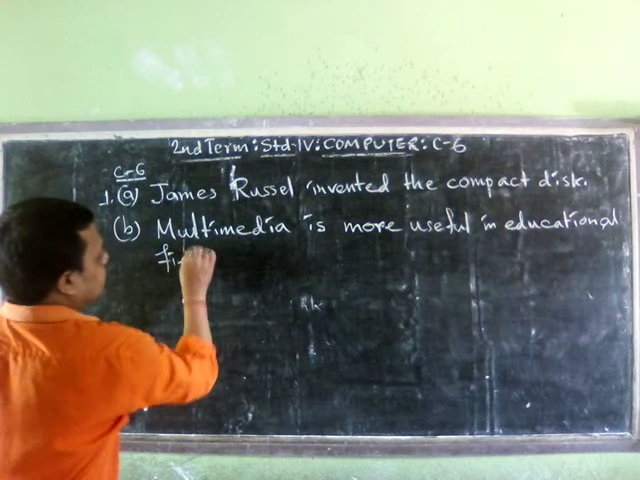 2nd Term: Std-IV: COMPUTER: C-6
C-6
1. (a) James Russel invented the compact disk.
(b) Multimedia is more useful in educational